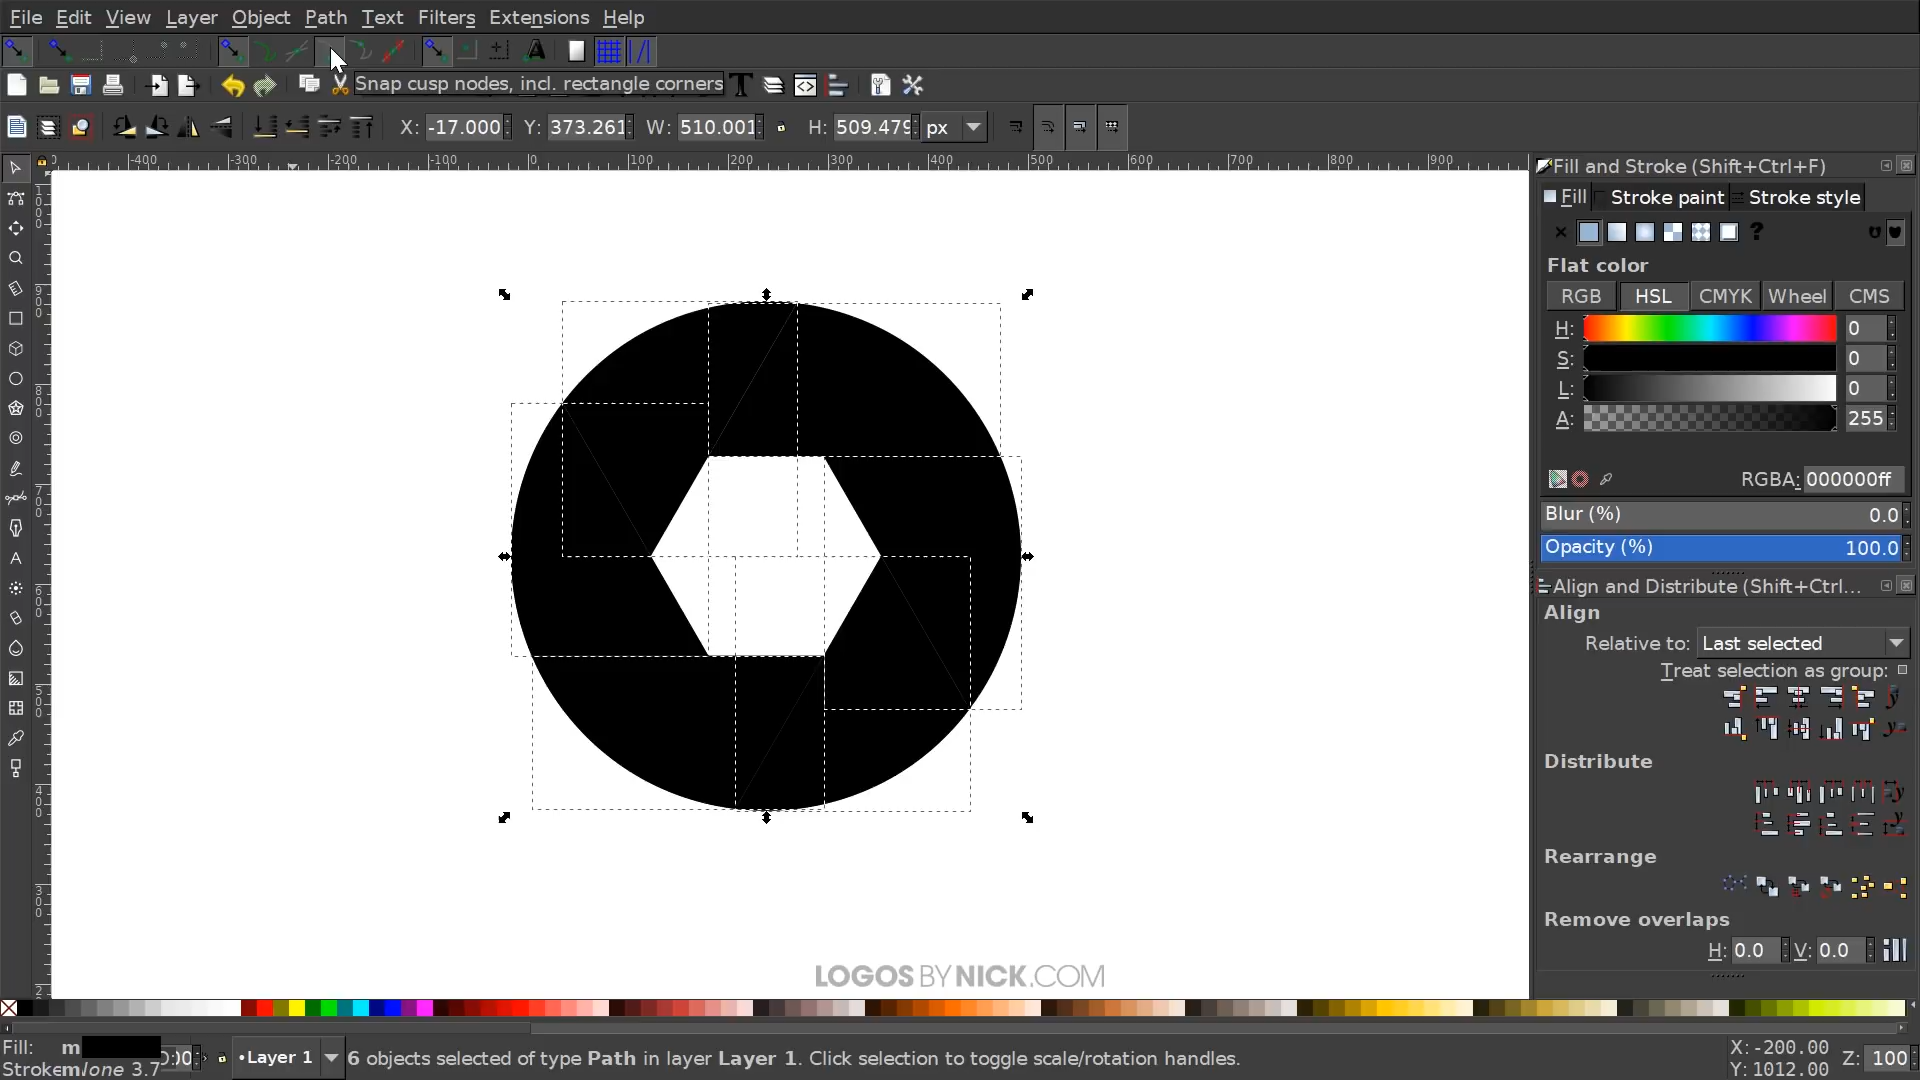 File Edit View Layer Object Path Text Filters Extensions Help
Snap cusp nodes, incl. rectangle corners
X: -17.000 Y: 373.261 W: 510.001 H: 509.479 px
-400 -300 -200 -100 0 100 200 300 400 500 600 700 800 900
Fill and Stroke (Shift+Ctrl+F)
Fill Stroke paint Stroke style
Flat color
RGB HSL CMYK Wheel CMS
H: 0
S: 0
L: 0
A: 255
RGBA: 000000ff
Blur (%) 0.0
Opacity (%) 100.0
Align and Distribute (Shift+Ctrl...
Align
Relative to: Last selected
Treat selection as group:
Distribute
Rearrange
Remove overlaps
H: 0.0 V: 0.0
LOGOS BY NICK.COM
Fill: m
Stroke 3.7
Layer 1
6 objects selected of type Path in layer Layer 1. Click selection to toggle scale/rotation handles.
X: -200.00
Y: 1012.00
Z: 100